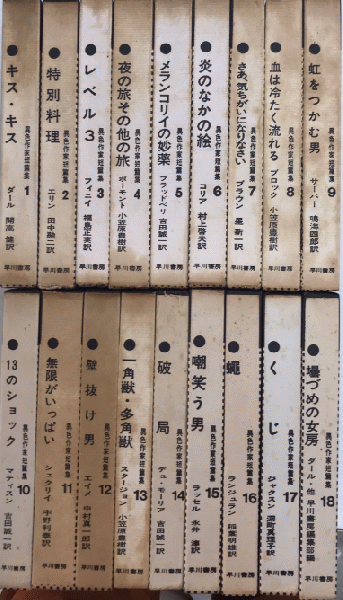 キス・キス 異色作家短篇集 1 ダール 開高 健訳 早川書房
特別料理 異色作家短篇集 2 エリン 田中融二訳 早川書房
レベル3 異色作家短篇集 3 フィニイ 福島正実訳 早川書房
夜の旅その他の旅 異色作家短篇集 4 ボーモント 小笠原豊樹訳 早川書房
メランコリイの妙薬 異色作家短篇集 5 ブラッドベリ 吉田誠一訳 早川書房
炎のなかの絵 異色作家短篇集 6 コリア 村上啓夫訳 早川書房
さあ、気ちがいになりなさい 異色作家短篇集 7 ブラウン 星 新一訳 早川書房
血は冷たく流れる 異色作家短篇集 8 ブロック 小笠原豊樹訳 早川書房
虹をつかむ男 異色作家短篇集 9 サーバー 鳴海四郎訳 早川書房
13のショック 異色作家短篇集 10 マティスン 吉田誠一訳 早川書房
無限がいっぱい 異色作家短篇集 11 シェクリイ 宇野利泰訳 早川書房
壁抜け男 異色作家短篇集 12 エイメ 中村真一郎訳 早川書房
一角獣・多角獣 異色作家短篇集 13 スタージョン 小笠原豊樹訳 早川書房
破局 異色作家短篇集 14 デュ・モーリア 吉田誠一訳 早川書房
嘲笑う男 異色作家短篇集 15 ラッセル 永井 淳訳 早川書房
蠅 異色作家短篇集 16 ランジュラン 稲葉明雄訳 早川書房
くじ 異色作家短篇集 17 ジャクスン 深町真理子訳 早川書房
壜づめの女房 異色作家短篇集 18 ダール・他 早川書房編集部編 早川書房